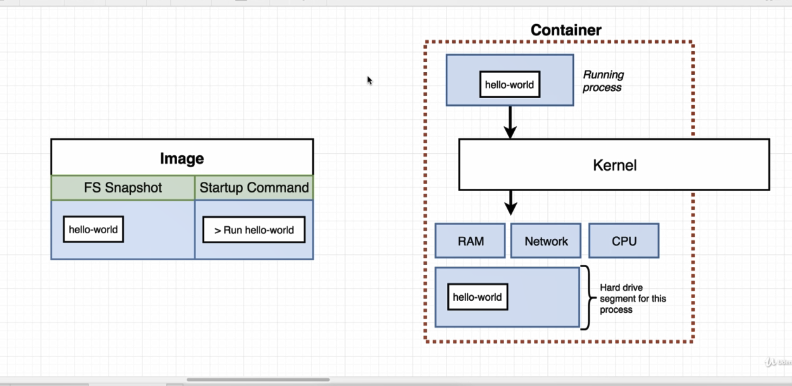 Container
hello-world
Running
process
Image
Kernel
FS Snapshot
Startup Command
hello-world
> Run hello-world
RAM
Network
CPU
hello-world
Hard drive
segment for this
process